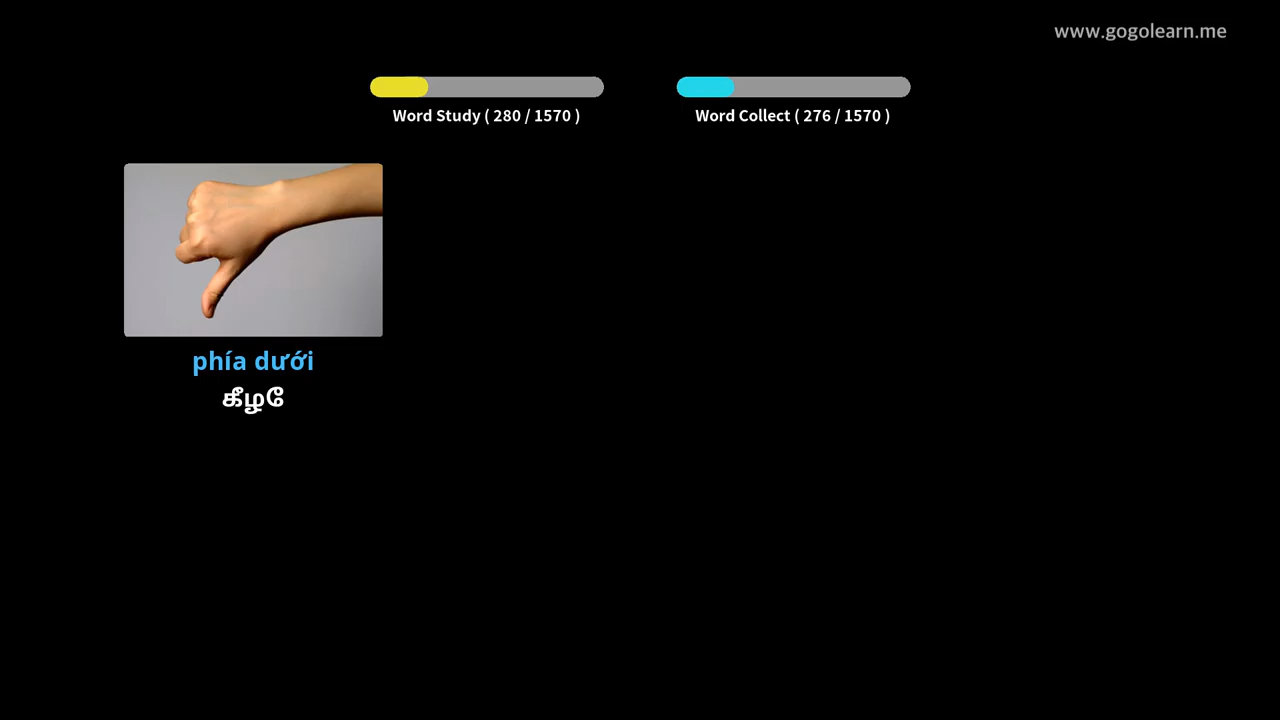 www.gogolearn.me
Word Study ( 280 / 1570 )
Word Collect ( 276 / 1570 )
phía dưới
கீழே